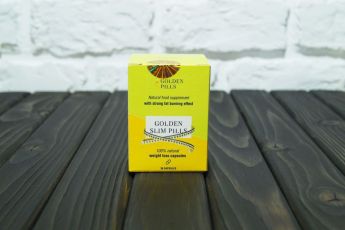 GOLDEN
PILLS
Natural food supplement
with strong fat burning effect
GOLDEN
SLIM PILLS
100% natural
weight loss capsules